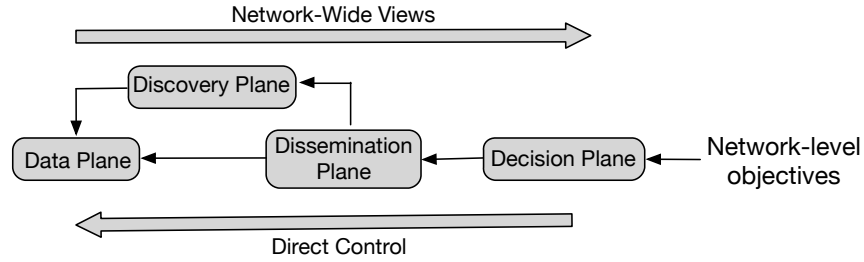 Network-Wide Views
Discovery Plane
Data Plane
Dissemination
Plane
Decision Plane
Network-level
objectives
Direct Control